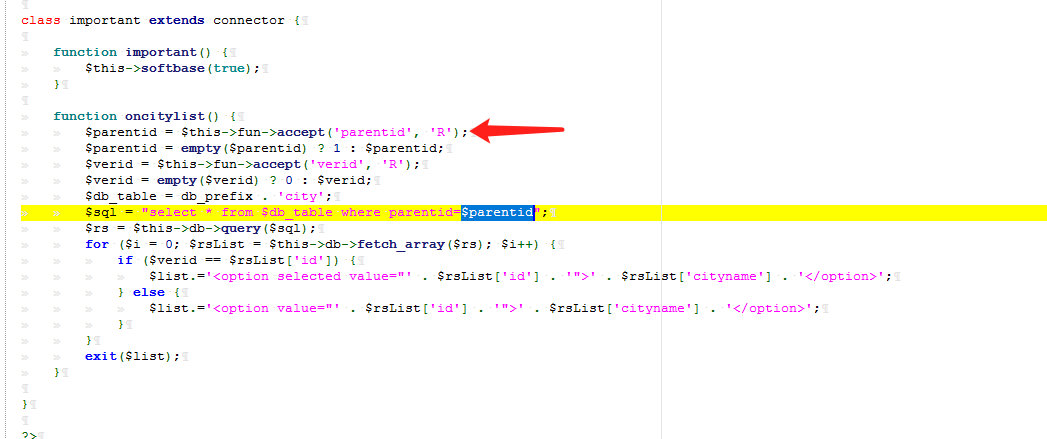 class important extends connector {
function important() {
$this->softbase(true);
}
function oncitylist() {
$parentid = $this->fun->accept('parentid', 'R');
$parentid = empty($parentid) ? 1 : $parentid;
$verid = $this->fun->accept('verid', 'R');
$verid = empty($verid) ? 0 : $verid;
$db_table = db_prefix . 'city';
$sql = "select * from $db_table where parentid=$parentid";
$rs = $this->db->query($sql);
for ($i = 0; $rsList = $this->db->fetch_array($rs); $i++) {
if ($verid == $rsList['id']) {
$list.='<option selected value="' . $rsList['id'] . '">' . $rsList['cityname'] . '</option>';
} else {
$list.='<option value="' . $rsList['id'] . '">' . $rsList['cityname'] . '</option>';
}
}
exit($list);
}
}
?>